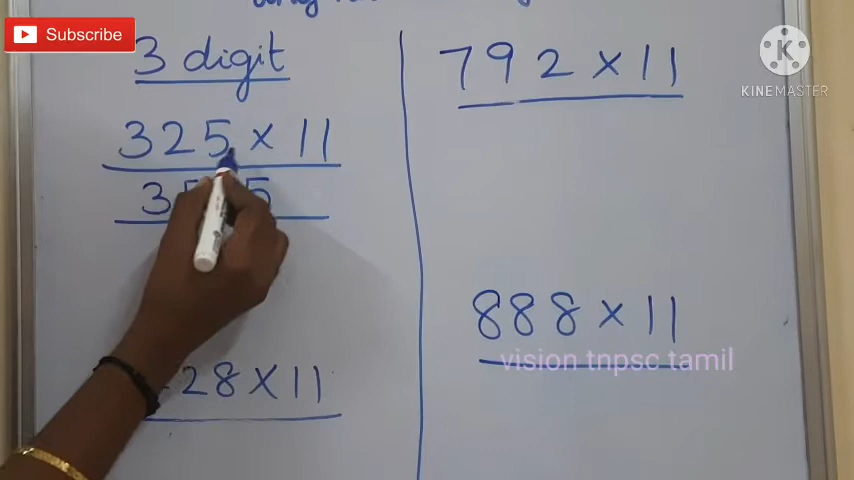 Subscribe
3 digit
325 × 11
28 × 11
792 × 11
888 × 11
KINEMASTER
vision tnpsc tamil